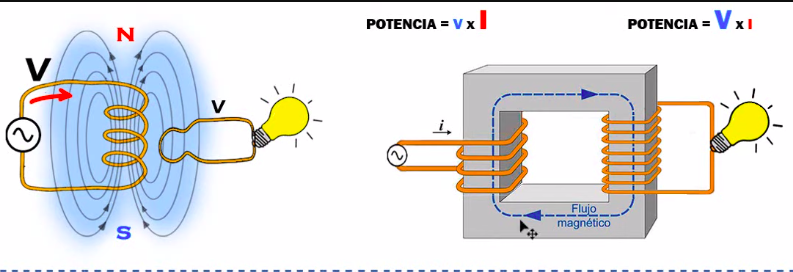 POTENCIA = V x I
POTENCIA = V x I
N
V
V
i
S
Flujo
magnético